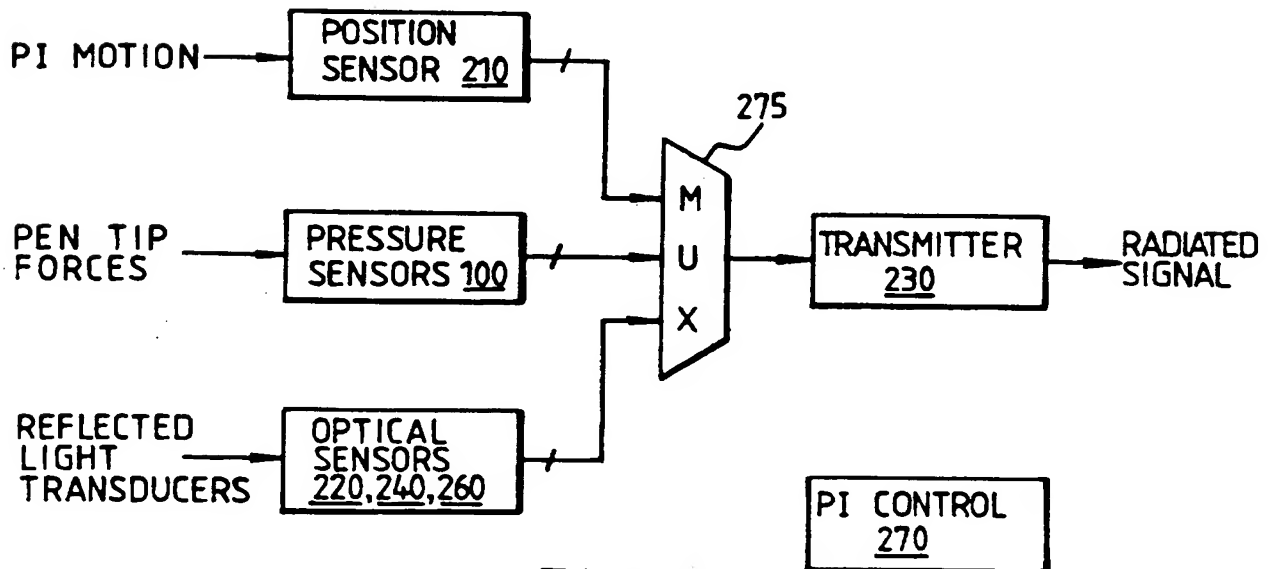 PI MOTION
POSITION
SENSOR 210
275
M
U
X
PEN TIP
FORCES
PRESSURE
SENSORS 100
TRANSMITTER
230
RADIATED
SIGNAL
REFLECTED
LIGHT
TRANSDUCERS
OPTICAL
SENSORS
220,240,260
PI CONTROL
270